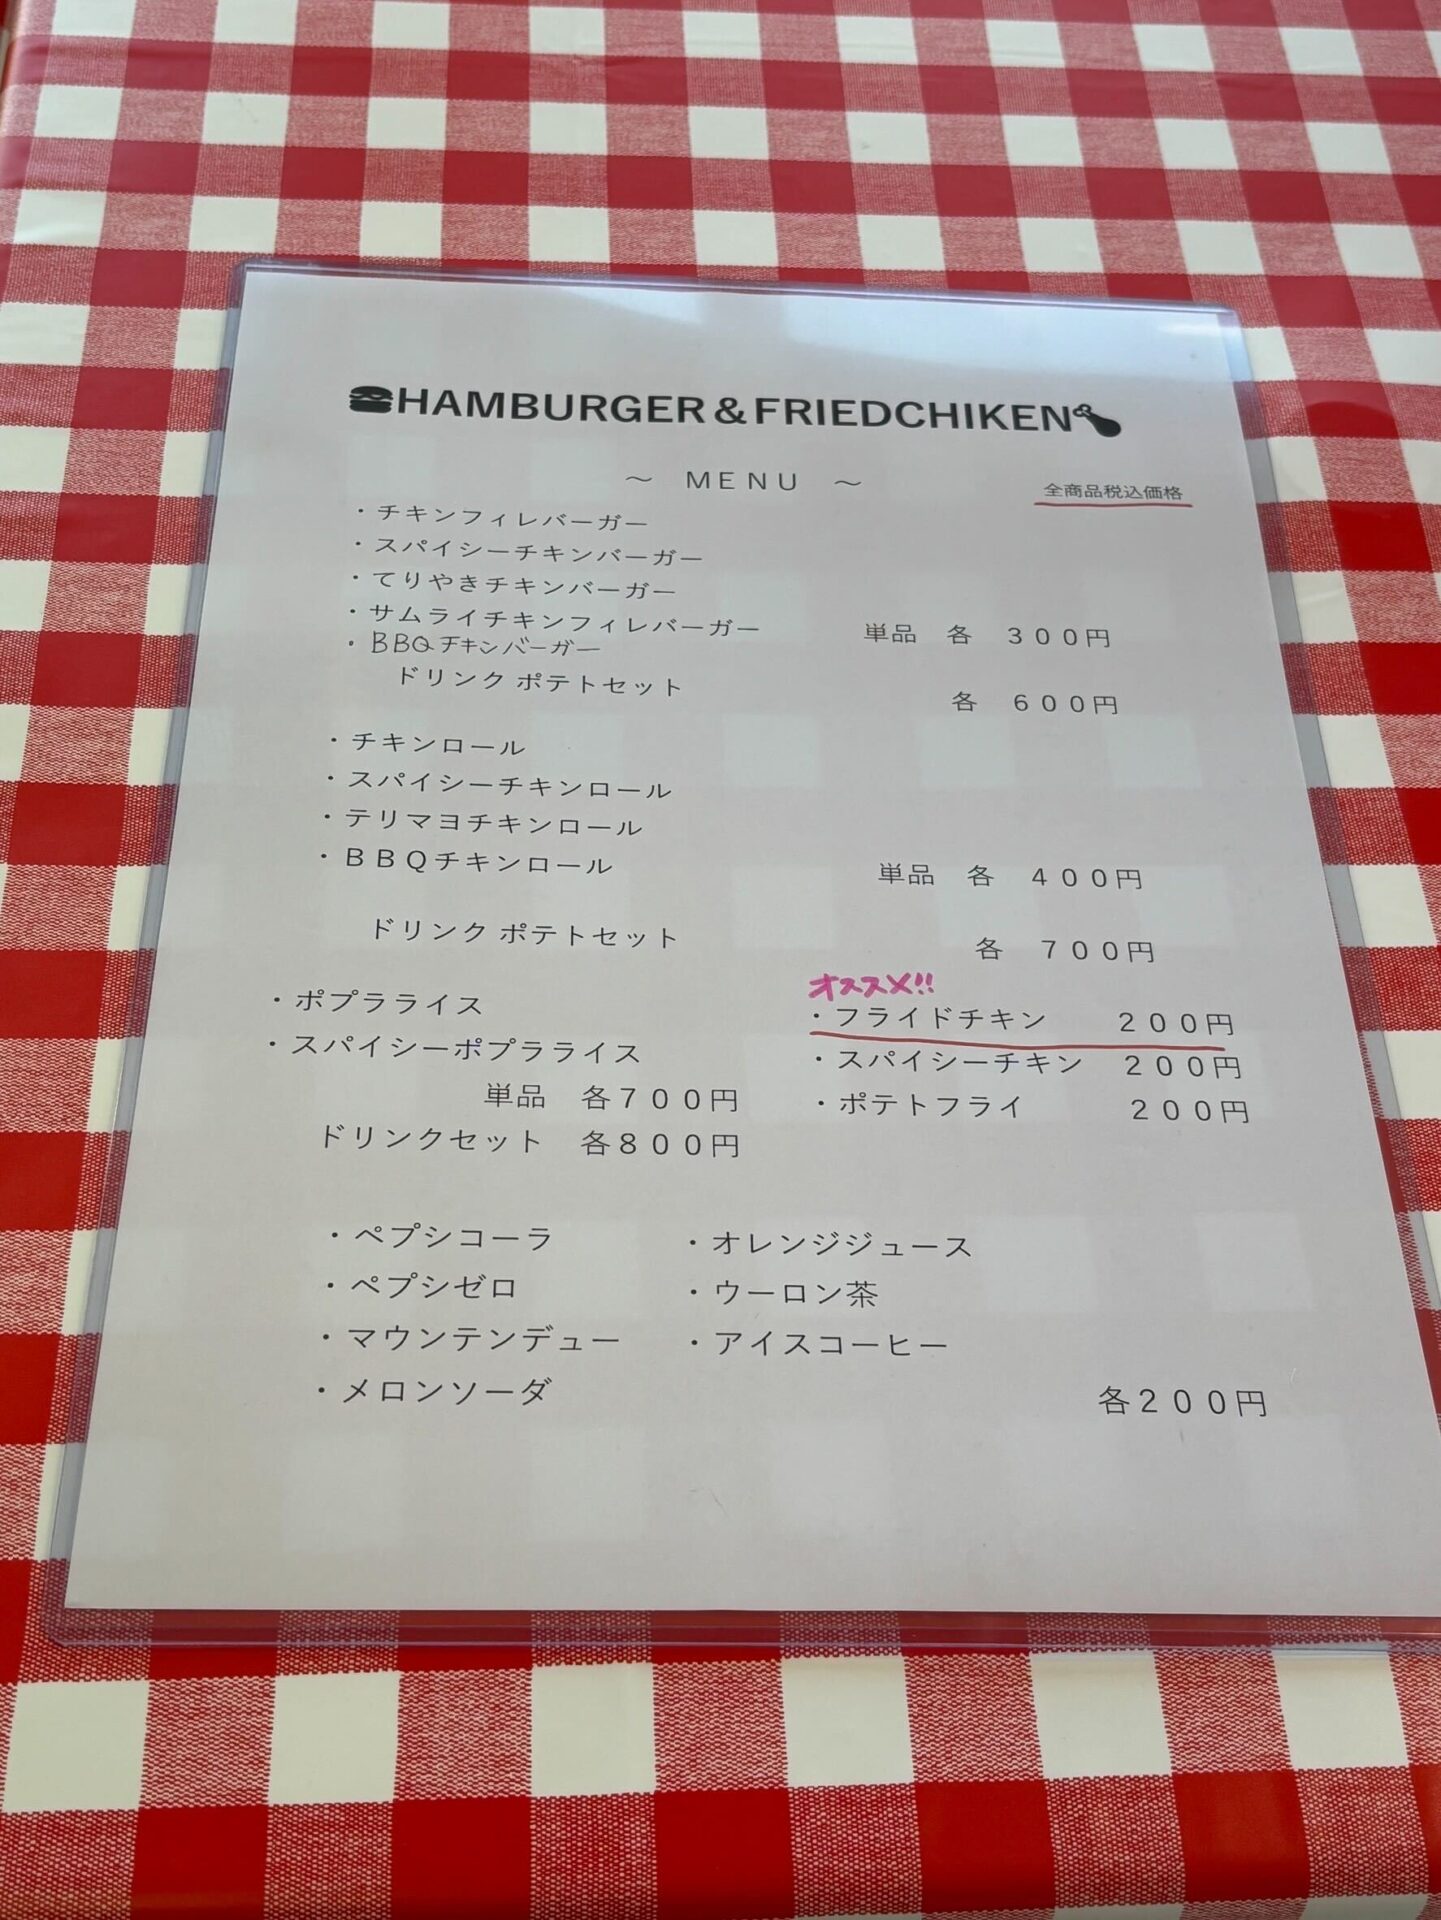 HAMBURGER&FRIEDCHIKEN
～ MENU ～
全商品税込価格
・チキンフィレバーガー
・スパイシーチキンバーガー
・てりやきチキンバーガー
・サムライチキンフィレバーガー 単品 各 300円
・BBQチキンバーガー
ドリンク ポテトセット 各 600円
・チキンロール
・スパイシーチキンロール
・テリマヨチキンロール
・BBQチキンロール 単品 各 400円
ドリンク ポテトセット 各 700円
・ポプラライス
・スパイシーポプラライス
単品 各700円
ドリンクセット 各800円
オススメ!!
・フライドチキン 200円
・スパイシーチキン 200円
・ポテトフライ 200円
・ペプシコーラ
・ペプシゼロ
・マウンテンデュー
・メロンソーダ
・オレンジジュース
・ウーロン茶
・アイスコーヒー
各200円